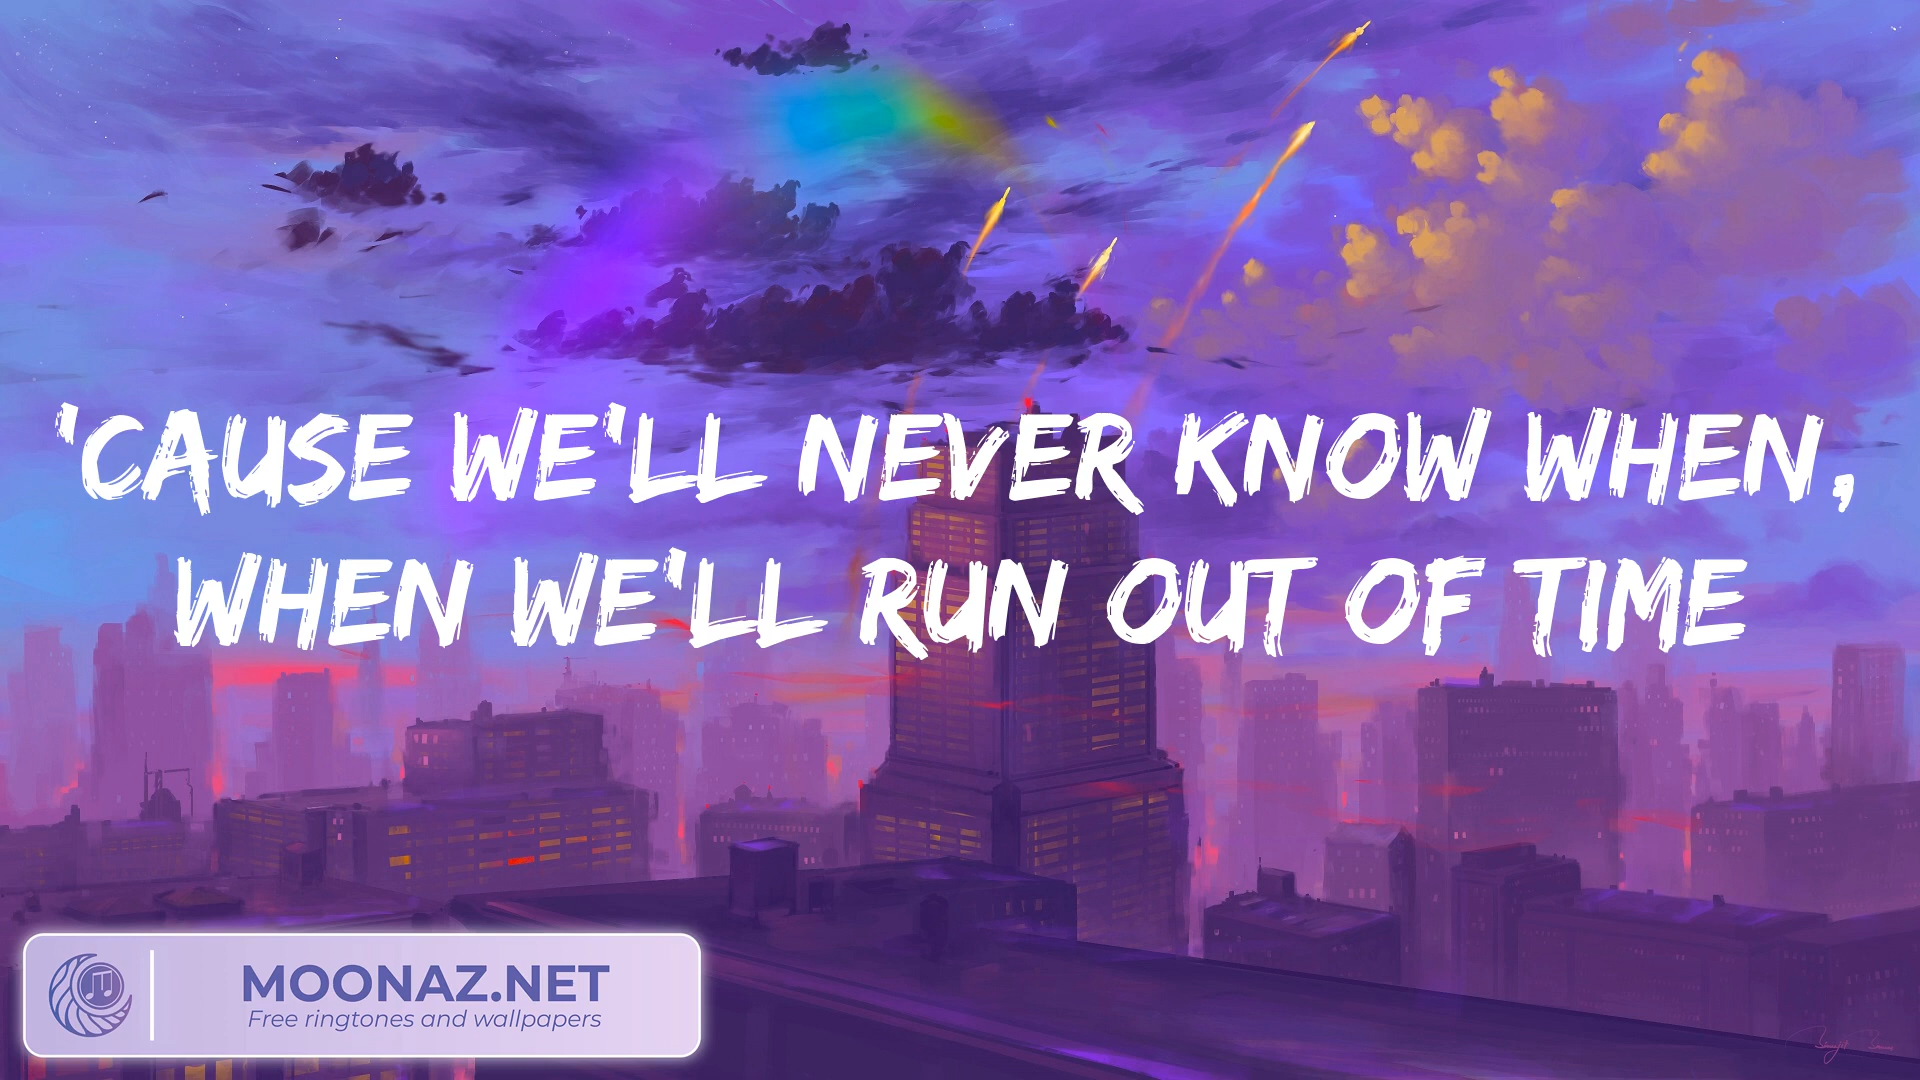 'CAUSE WE'LL NEVER KNOW WHEN,
WHEN WE'LL RUN OUT OF TIME
MOONAZ.NET
Free ringtones and wallpapers